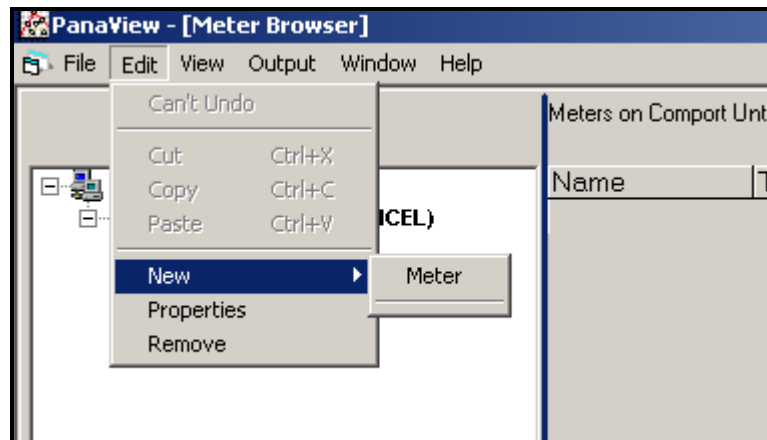 PanaView - [Meter Browser]
File Edit View Output Window Help
Can't Undo
Meters on Comport Unt
Cut Ctrl+X
Copy Ctrl+C
Name
ICEL)
Paste Ctrl+V
New Meter
Properties
Remove